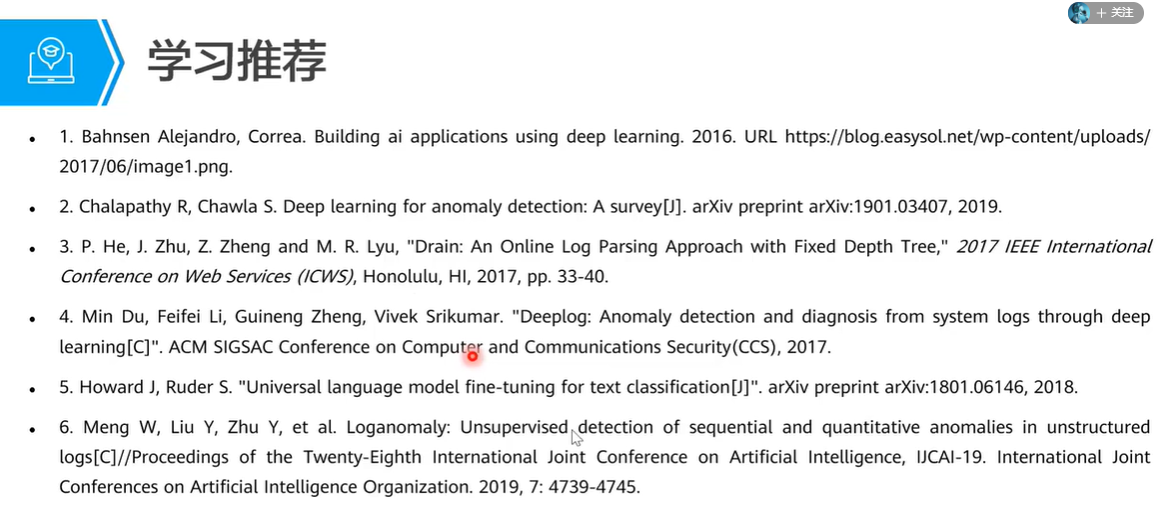 + 关注
学习推荐
• 1. Bahnsen Alejandro, Correa. Building ai applications using deep learning. 2016. URL https://blog.easysol.net/wp-content/uploads/
2017/06/image1.png.
• 2. Chalapathy R, Chawla S. Deep learning for anomaly detection: A survey[J]. arXiv preprint arXiv:1901.03407, 2019.
• 3. P. He, J. Zhu, Z. Zheng and M. R. Lyu, "Drain: An Online Log Parsing Approach with Fixed Depth Tree," 2017 IEEE International
Conference on Web Services (ICWS), Honolulu, HI, 2017, pp. 33-40.
• 4. Min Du, Feifei Li, Guineng Zheng, Vivek Srikumar. "Deeplog: Anomaly detection and diagnosis from system logs through deep
learning[C]". ACM SIGSAC Conference on Computer and Communications Security(CCS), 2017.
• 5. Howard J, Ruder S. "Universal language model fine-tuning for text classification[J]". arXiv preprint arXiv:1801.06146, 2018.
• 6. Meng W, Liu Y, Zhu Y, et al. Loganomaly: Unsupervised detection of sequential and quantitative anomalies in unstructured
logs[C]//Proceedings of the Twenty-Eighth International Joint Conference on Artificial Intelligence, IJCAI-19. International Joint
Conferences on Artificial Intelligence Organization. 2019, 7: 4739-4745.